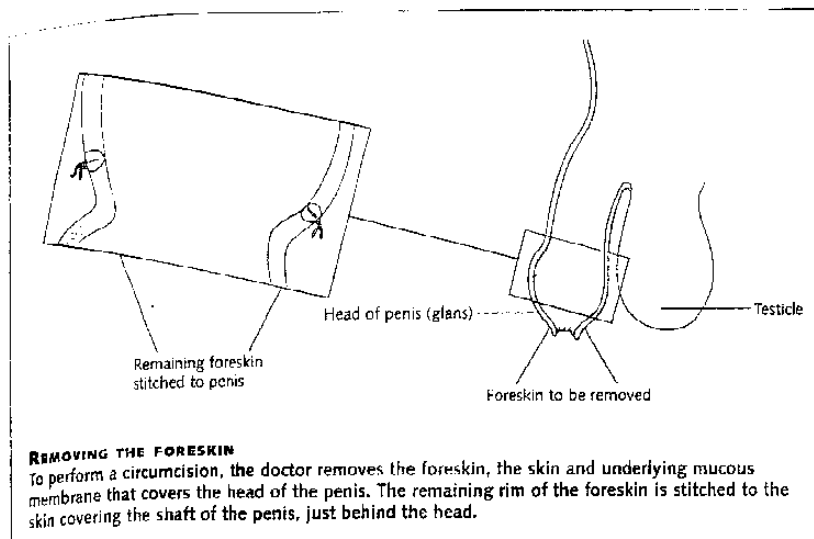 Head of penis (glans)
Testicle
Remaining foreskin
stitched to penis
Foreskin to be removed
REMOVING THE FORESKIN
To perform a circumcision, the doctor removes the foreskin, the skin and underlying mucous
membrane that covers the head of the penis. The remaining rim of the foreskin is stitched to the
skin covering the shaft of the penis, just behind the head.